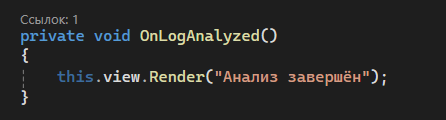 Ссылок: 1
private void OnLogAnalyzed()
{
this.view.Render("Анализ завершён");
}